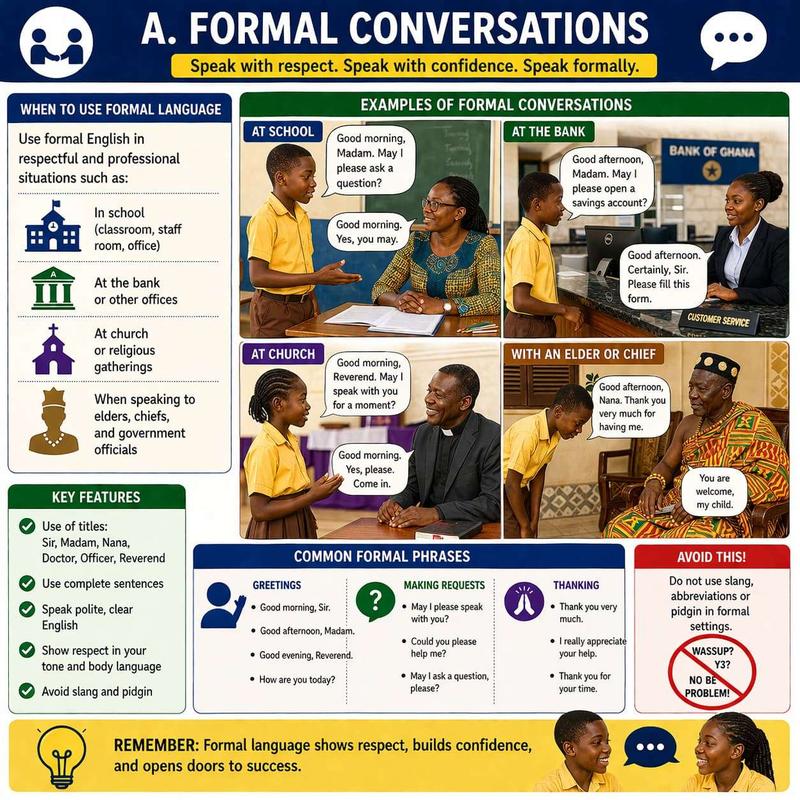 A. FORMAL CONVERSATIONS
Speak with respect. Speak with confidence. Speak formally.
WHEN TO USE FORMAL LANGUAGE
Use formal English in
respectful and professional
situations such as:
In school
(classroom, staff
room, office)
A
At the bank
or other offices
At church
or religious
gatherings
When speaking to
elders, chiefs,
and government
officials
KEY FEATURES
Use of titles:
Sir, Madam, Nana,
Doctor, Officer, Reverend
Use complete sentences
Speak polite, clear
English
Show respect in your
tone and body language
Avoid slang and pidgin
EXAMPLES OF FORMAL CONVERSATIONS
AT SCHOOL
Good morning,
Madam. May I
please ask a
question?
Good morning.
Yes, you may.
AT THE BANK
BANK OF GHANA
Good afternoon,
Madam. May I
please open a
savings account?
Good afternoon.
Certainly, Sir.
Please fill this
form.
DELL
CUSTOMER SERVICE
AT CHURCH
Good morning,
Reverend. May I
speak with you
for a moment?
Good morning.
Yes, please.
Come in.
WITH AN ELDER OR CHIEF
Good afternoon,
Nana. Thank you
very much for
having me.
You are
welcome,
my child.
COMMON FORMAL PHRASES
GREETINGS
• Good morning, Sir.
• Good afternoon, Madam.
• Good evening, Reverend.
• How are you today?
?
MAKING REQUESTS
• May I please speak
with you?
• Could you please
help me?
• May I ask a question,
please?
THANKING
• Thank you very
much.
• I really appreciate
your help.
• Thank you for
your time.
AVOID THIS!
Do not use slang,
abbreviations or
pidgin in formal
settings.
WASSUP?
Y3?
NO BE
PROBLEM!
REMEMBER: Formal language shows respect, builds confidence,
and opens doors to success.